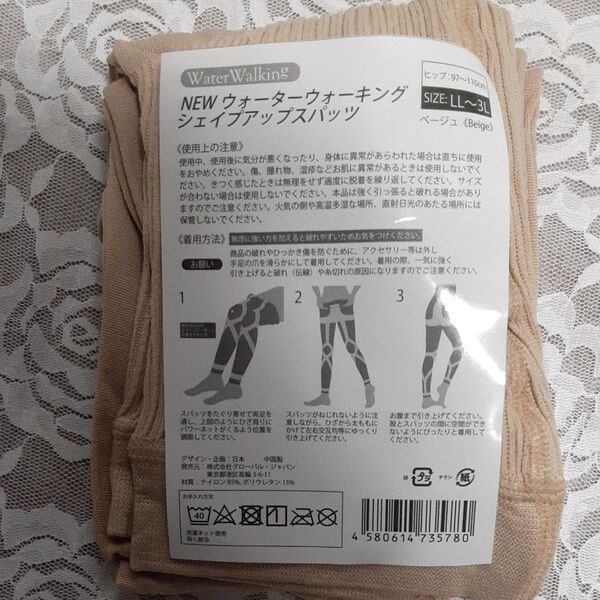 WaterWalking
NEW ウォーターウォーキング
シェイプアップスパッツ
ヒップ：97～110cm
SIZE: LL～3L
ベージュ《Beige》
《使用上の注意》
使用中、使用後に気分が悪くなったり、身体に異常があらわれた場合は直ちに使用
をおやめください。傷、腫れ物、湿疹などお肌に異常があるときは使用しないで
ください。きつく感じたときは無理をせず適度に脱着を繰り返してください。サイズ
が合わない場合は使用しないでください。本品は強く引っ張ると破れる場合があり
ますのでご注意ください。火気の側や高温多湿な場所、直射日光のあたる場所には
保管しないでください。
《着用方法》 無理に強い力を加えると破れやすいためお気をつけください。
お願い
商品の破れやひっかき傷を防ぐために、アクセサリー等は外し
手足の爪を滑らかにして着用してください。着用の際、一気に強く
引き上げると破れ（伝線）や糸切れの原因になりますのでご注意ください。
1
2
3
スパッツをたぐり寄せて両足を
通し、上図のようにひざ周りに
パワーネットがくるよう位置を
調節してください。
スパッツがねじれないように注
意しながら、ひざから太ももに
かけて左右交互均等にゆっくり
引き上げてください。
お腹まで引き上げてください。
股とスパッツの間に空間が
できないようにぴったりと着用して
ください。
デザイン・企画：日本　中国製
発売元：株式会社グローバル・ジャパン
東京都港区高輪 3-6-11
材質：ナイロン 85%、ポリウレタン 15%
お手入れ方法
40
洗濯ネット使用
弱く絞る
袋
プラ
チラシ
紙
4 580614 735780